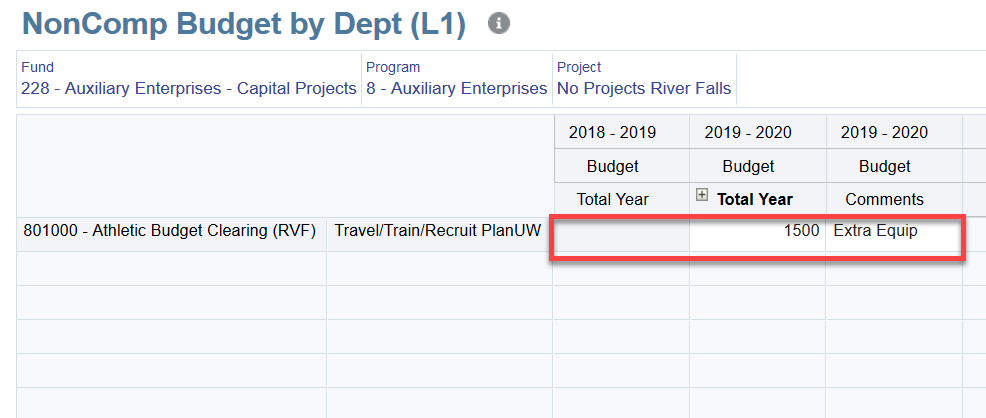 NonComp Budget by Dept (L1)
Fund Program Project
228 - Auxiliary Enterprises - Capital Projects 8 - Auxiliary Enterprises No Projects River Falls
2018 - 2019 2019 - 2020 2019 - 2020
Budget Budget Budget
Total Year Total Year Comments
801000 - Athletic Budget Clearing (RVF) Travel/Train/Recruit PlanUW 1500 Extra Equip